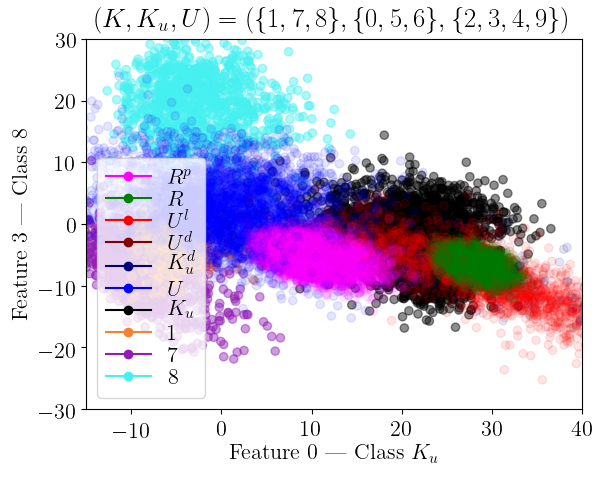 (K, K_u, U) = ({1, 7, 8}, {0, 5, 6}, {2, 3, 4, 9})
30
20
10
0
−10
−20
−30
Feature 3 — Class 8
R^p
R
U^l
U^d
K_u^d
U
K_u
1
7
8
−10 0 10 20 30 40
Feature 0 — Class K_u